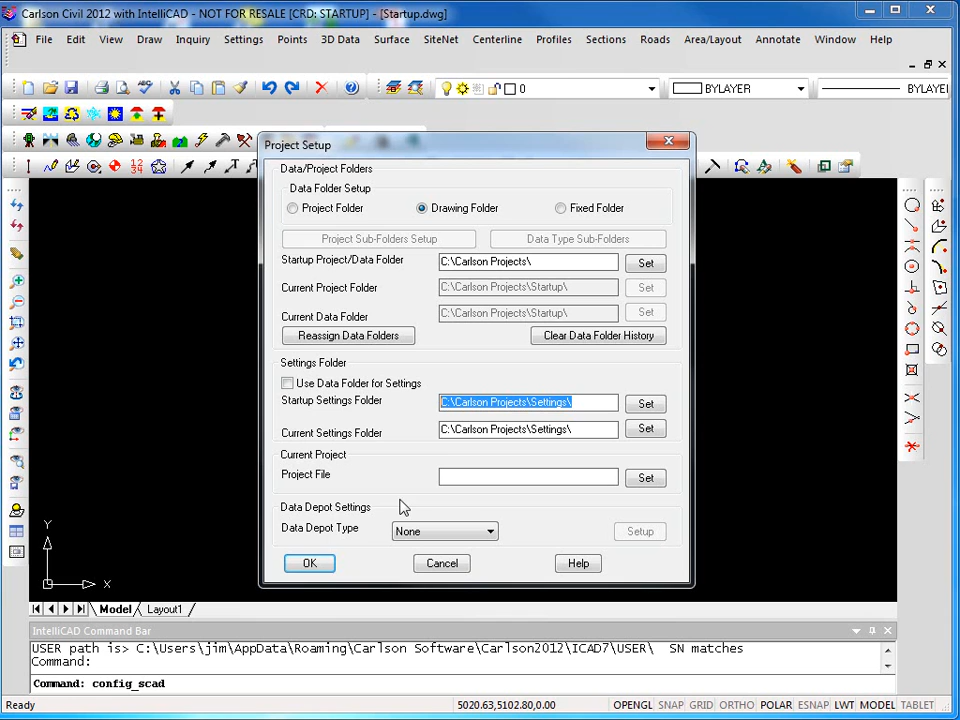 Carlson Civil 2012 with IntelliCAD - NOT FOR RESALE [CRD: STARTUP] - [Startup.dwg]
File Edit View Draw Inquiry Settings Points 3D Data Surface SiteNet Centerline Profiles Sections Roads Area/Layout Annotate Window Help
0 BYLAYER BYLAYER
12
34
Project Setup
Data/Project Folders
Data Folder Setup
Project Folder Drawing Folder Fixed Folder
Project Sub-Folders Setup Data Type Sub-Folders
Startup Project/Data Folder C:\Carlson Projects\ Set
Current Project Folder C:\Carlson Projects\Startup\ Set
Current Data Folder C:\Carlson Projects\Startup\ Set
Reassign Data Folders Clear Data Folder History
Settings Folder
Use Data Folder for Settings
Startup Settings Folder C:\Carlson Projects\Settings\ Set
Current Settings Folder C:\Carlson Projects\Settings\ Set
Current Project
Project File Set
Data Depot Settings
Data Depot Type None Setup
OK Cancel Help
Y
X
Model Layout1
IntelliCAD Command Bar
USER path is> C:\Users\jim\AppData\Roaming\Carlson Software\Carlson2012\ICAD7\USER\ SN matches
Command:
Command: config_scad
Ready 5020.63,5102.80,0.00 OPENGL SNAP GRID ORTHO POLAR ESNAP LWT MODEL TABLET